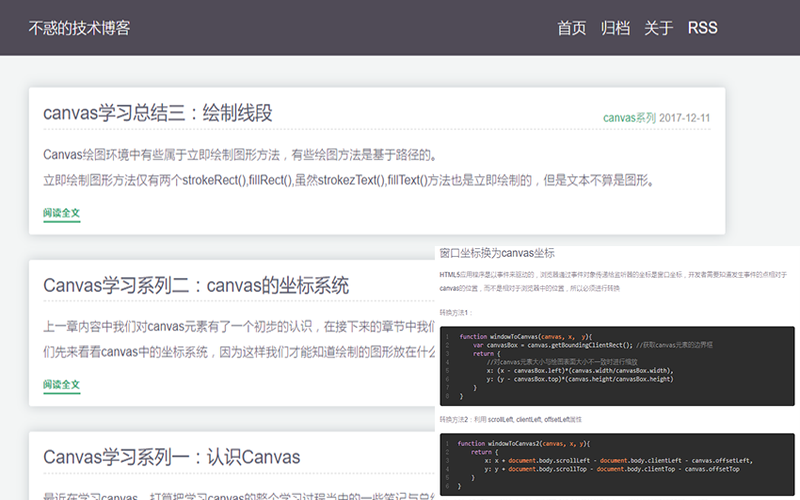 不惑的技术博客
首页 归档 关于 RSS
canvas学习总结三：绘制线段
canvas系列 2017-12-11
Canvas绘图环境中有些属于立即绘制图形方法，有些绘图方法是基于路径的。
立即绘制图形方法仅有两个strokeRect(),fillRect(),虽然strokezText(),fillText()方法也是立即绘制的，但是文本不算是图形。
阅读全文
Canvas学习系列二：canvas的坐标系统
上一章内容中我们对canvas元素有了一个初步的认识，在接下来的章节中我们
们先来看看canvas中的坐标系统，因为这样我们才能知道绘制的图形放在什么
阅读全文
Canvas学习系列一：认识Canvas
最近在学习canvas，打算把学习canvas的整个学习过程当中的一些笔记与总结
窗口坐标换为canvas坐标
HTML5应用程序是以事件来驱动的，浏览器通过事件对象传递给监听器的坐标是窗口坐标，开发者需要知道发生事件的点相对于
canvas的位置，而不是相对于浏览器中的位置，所以必须进行转换
转换方法1：
1 function windowToCanvas(canvas, x, y){
2 var canvasBox = canvas.getBoundingClientRect(); //获取canvas元素的边界框
3 return {
4 //对canvas元素大小与绘图表面大小不一致时进行缩放
5 x: (x - canvasBox.left)*(canvas.width/canvasBox.width),
6 y: (y - canvasBox.top)*(canvas.height/canvasBox.height)
7 }
8 }
转换方法2：利用 scrollLeft, clientLeft, offsetLeft属性
1 function windowToCanvas2(canvas, x, y){
2 return {
3 x: x + document.body.scrollLeft - document.body.clientLeft - canvas.offsetLeft,
4 y: y + document.body.scrollTop - document.body.clientTop - canvas.offsetTop
5 }
6 }